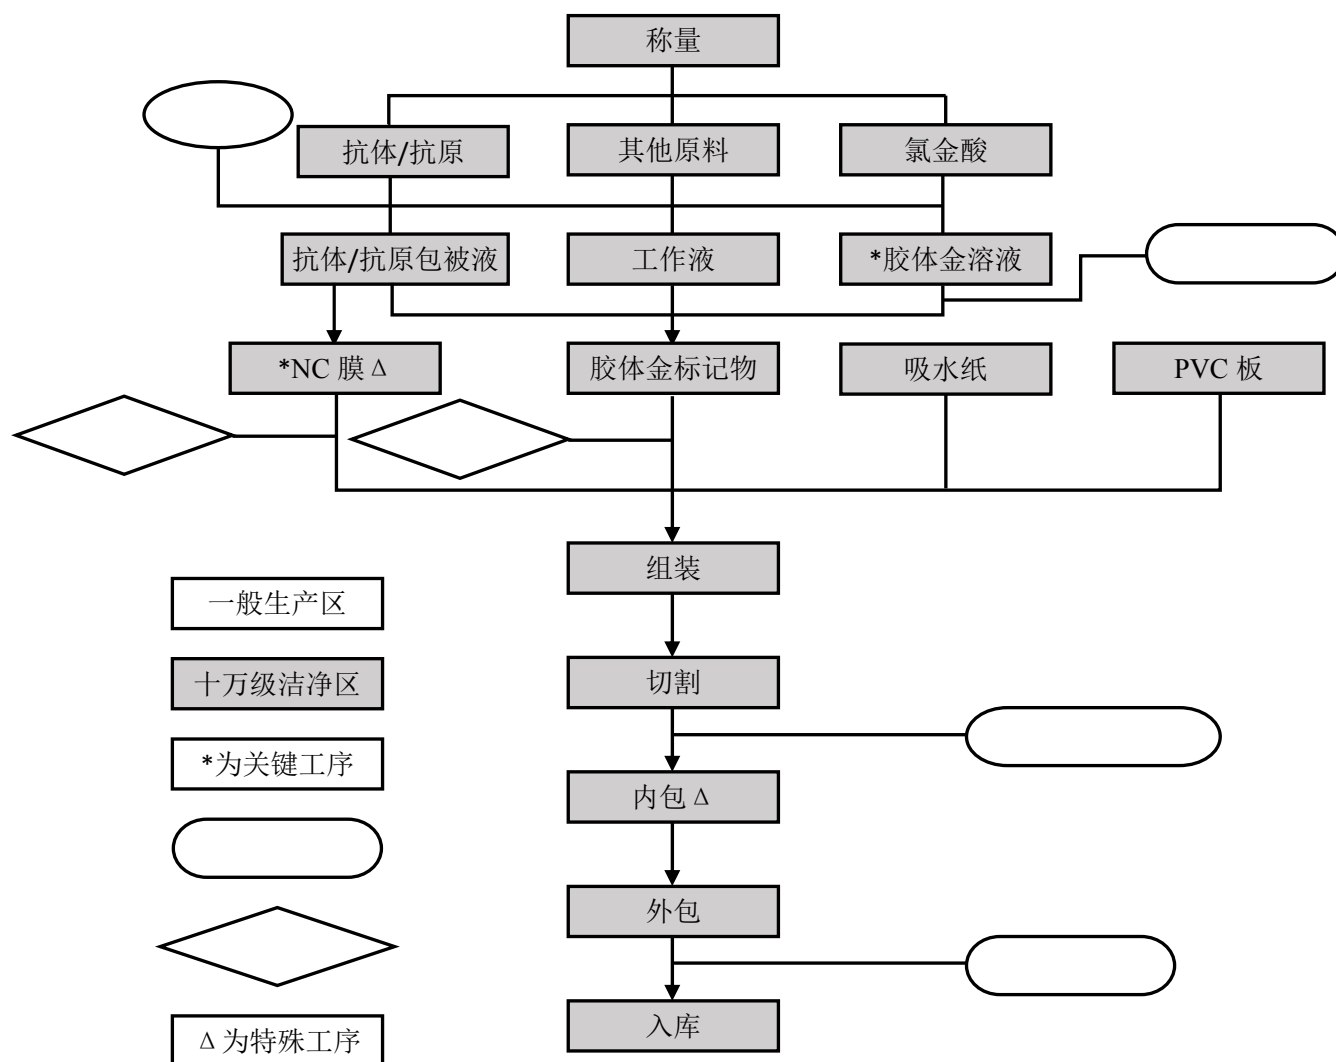 称量
抗体/抗原
其他原料
氯金酸
抗体/抗原包被液
工作液
*胶体金溶液
*NC 膜 Δ
胶体金标记物
吸水纸
PVC 板
组装
一般生产区
切割
十万级洁净区
*为关键工序
内包 Δ
外包
入库
Δ 为特殊工序